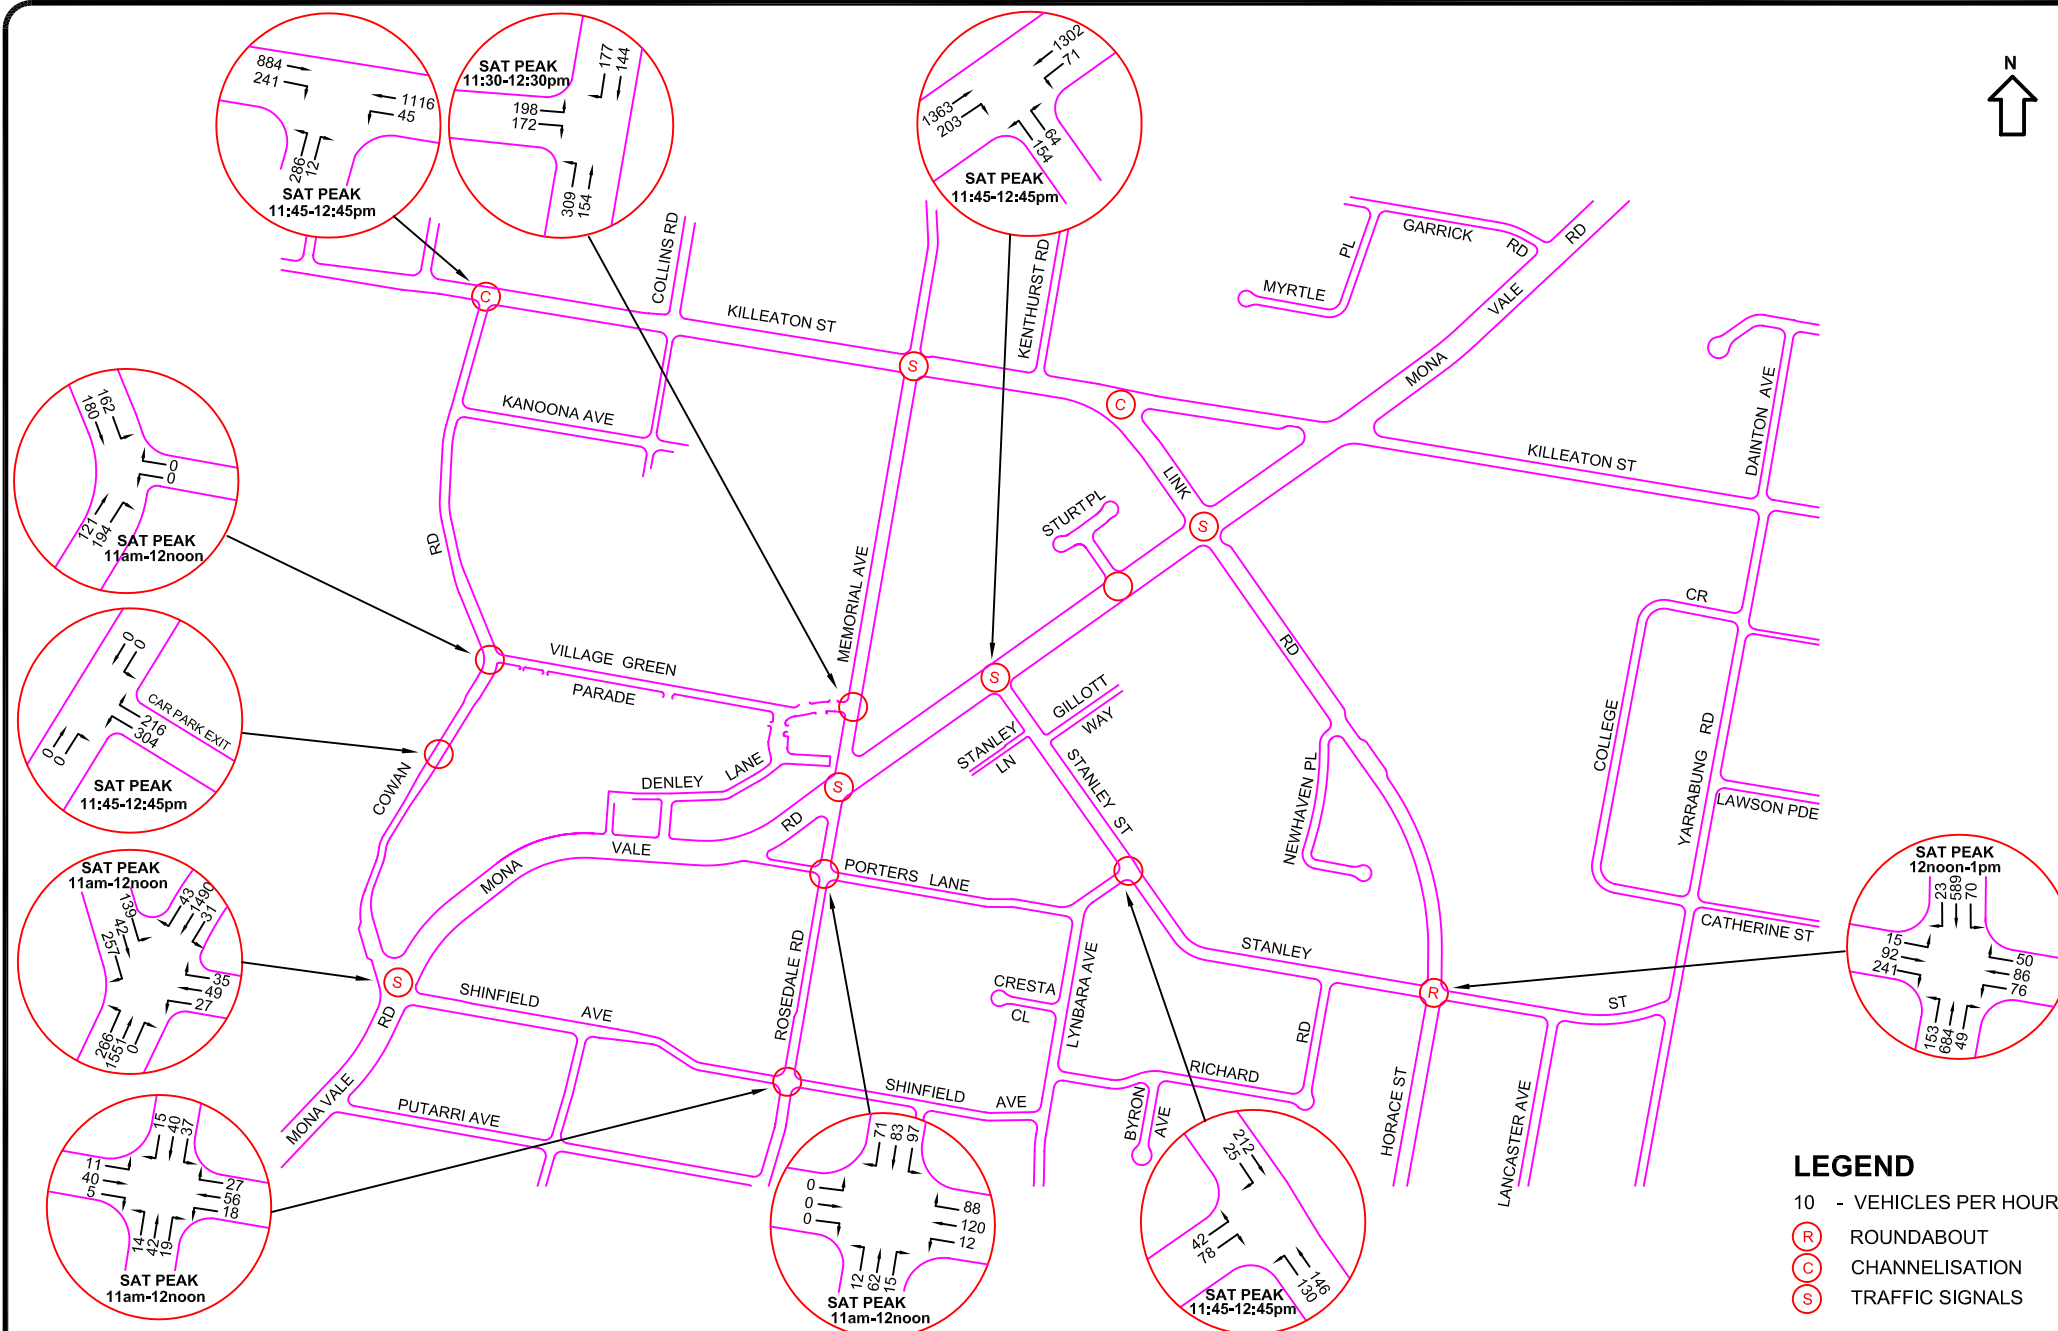 884
241
1116
45
286
12
SAT PEAK
11:45-12:45pm
SAT PEAK
11:30-12:30pm
177
144
198
172
309
154
1302
71
1363
203
64
154
SAT PEAK
11:45-12:45pm
N
COLLINS RD
KENTHURST RD
PL
GARRICK
RD
RD
MYRTLE
VALE
MONA
KILLEATON ST
KANOONA AVE
KILLEATON ST
DAINTON AVE
LINK
STURT PL
RD
MEMORIAL AVE
162
180
0
0
121
194
SAT PEAK
11am-12noon
VILLAGE GREEN
PARADE
0
0
CAR PARK EXIT
216
304
0
0
SAT PEAK
11:45-12:45pm
COWAN
DENLEY
LANE
STANLEY
LN
GILLOTT
WAY
STANLEY ST
RD
CR
COLLEGE
YARRABUNG RD
LAWSON PDE
NEWHAVEN PL
RD
VALE
MONA
PORTERS LANE
CATHERINE ST
SAT PEAK
11am-12noon
139
42
257
43
1490
31
35
49
27
266
1551
0
SAT PEAK
12noon-1pm
23
589
70
15
92
241
50
86
76
153
684
49
SHINFIELD
AVE
RD
MONA VALE
PUTARRI AVE
ROSEDALE RD
CRESTA
CL
LYNBARA AVE
STANLEY
ST
RD
RICHARD
BYRON
AVE
SHINFIELD
AVE
HORACE ST
LANCASTER AVE
15
40
37
11
40
5
27
56
18
14
42
19
SAT PEAK
11am-12noon
71
83
97
0
0
0
88
120
12
12
62
15
SAT PEAK
11am-12noon
212
25
42
78
146
130
SAT PEAK
11:45-12:45pm
C
S
C
S
S
S
S
R
LEGEND
10 - VEHICLES PER HOUR
R ROUNDABOUT
C CHANNELISATION
S TRAFFIC SIGNALS